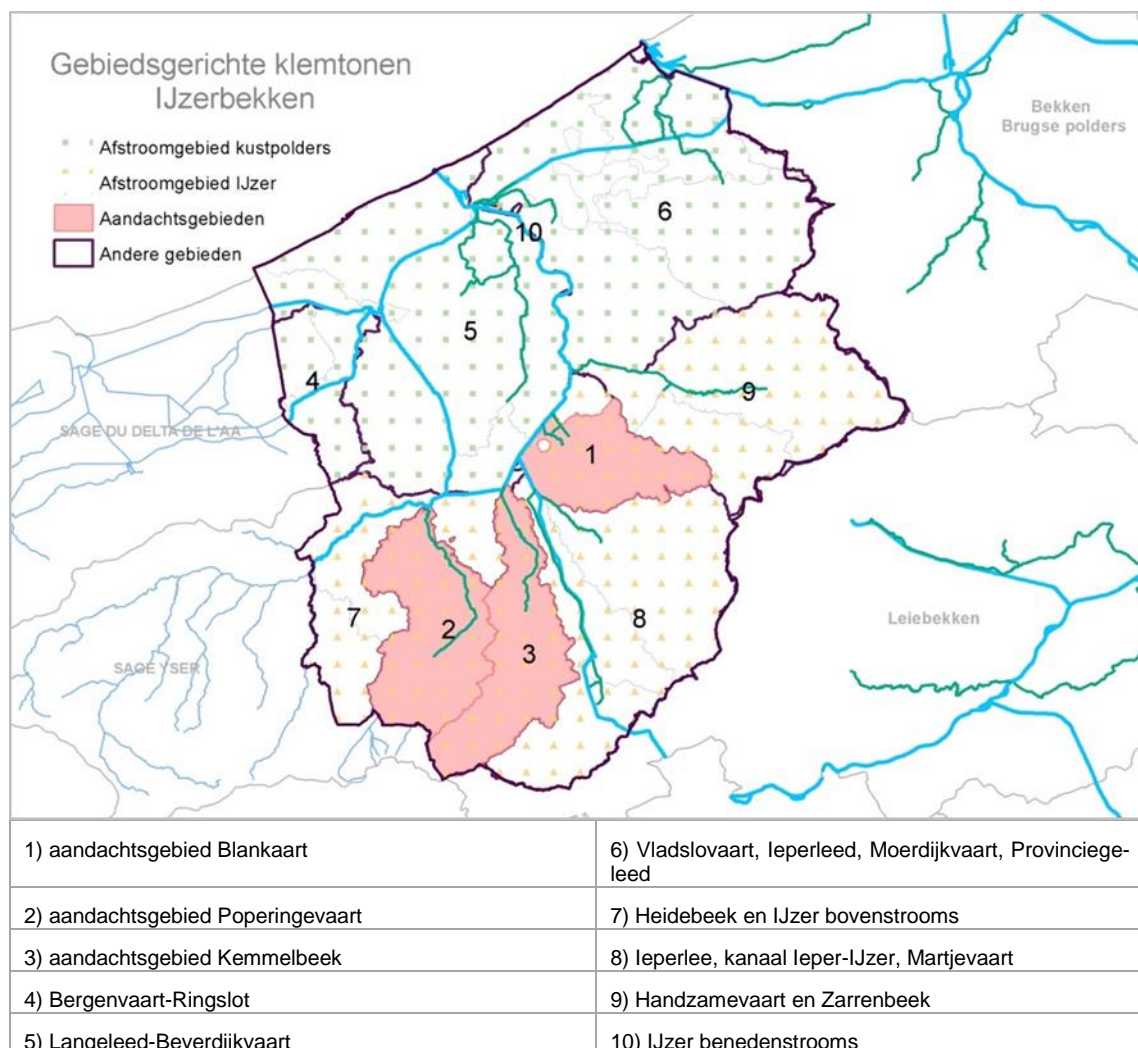 Gebiedsgerichte klemtonen
IJzerbekken
Afstroomgebied kustpolders
Afstroomgebied IJzer
Aandachtsgebieden
Andere gebieden
Bekken
Brugse polders
6
10
5
4
9
SAGE DU DELTA DE L'AA
1
7
2
8
Leiebekken
3
SAGE YSER
1) aandachtsgebied Blankaart
6) Vladslovaart, Ieperleed, Moerdijkvaart, Provinciege-
leed
2) aandachtsgebied Poperingevaart
7) Heidebeek en IJzer bovenstrooms
3) aandachtsgebied Kemmelbeek
8) Ieperlee, kanaal Ieper-IJzer, Martjevaart
4) Bergenvaart-Ringslot
9) Handzamevaart en Zarrenbeek
5) Langeleed-Beverdijkvaart
10) IJzer benedenstrooms